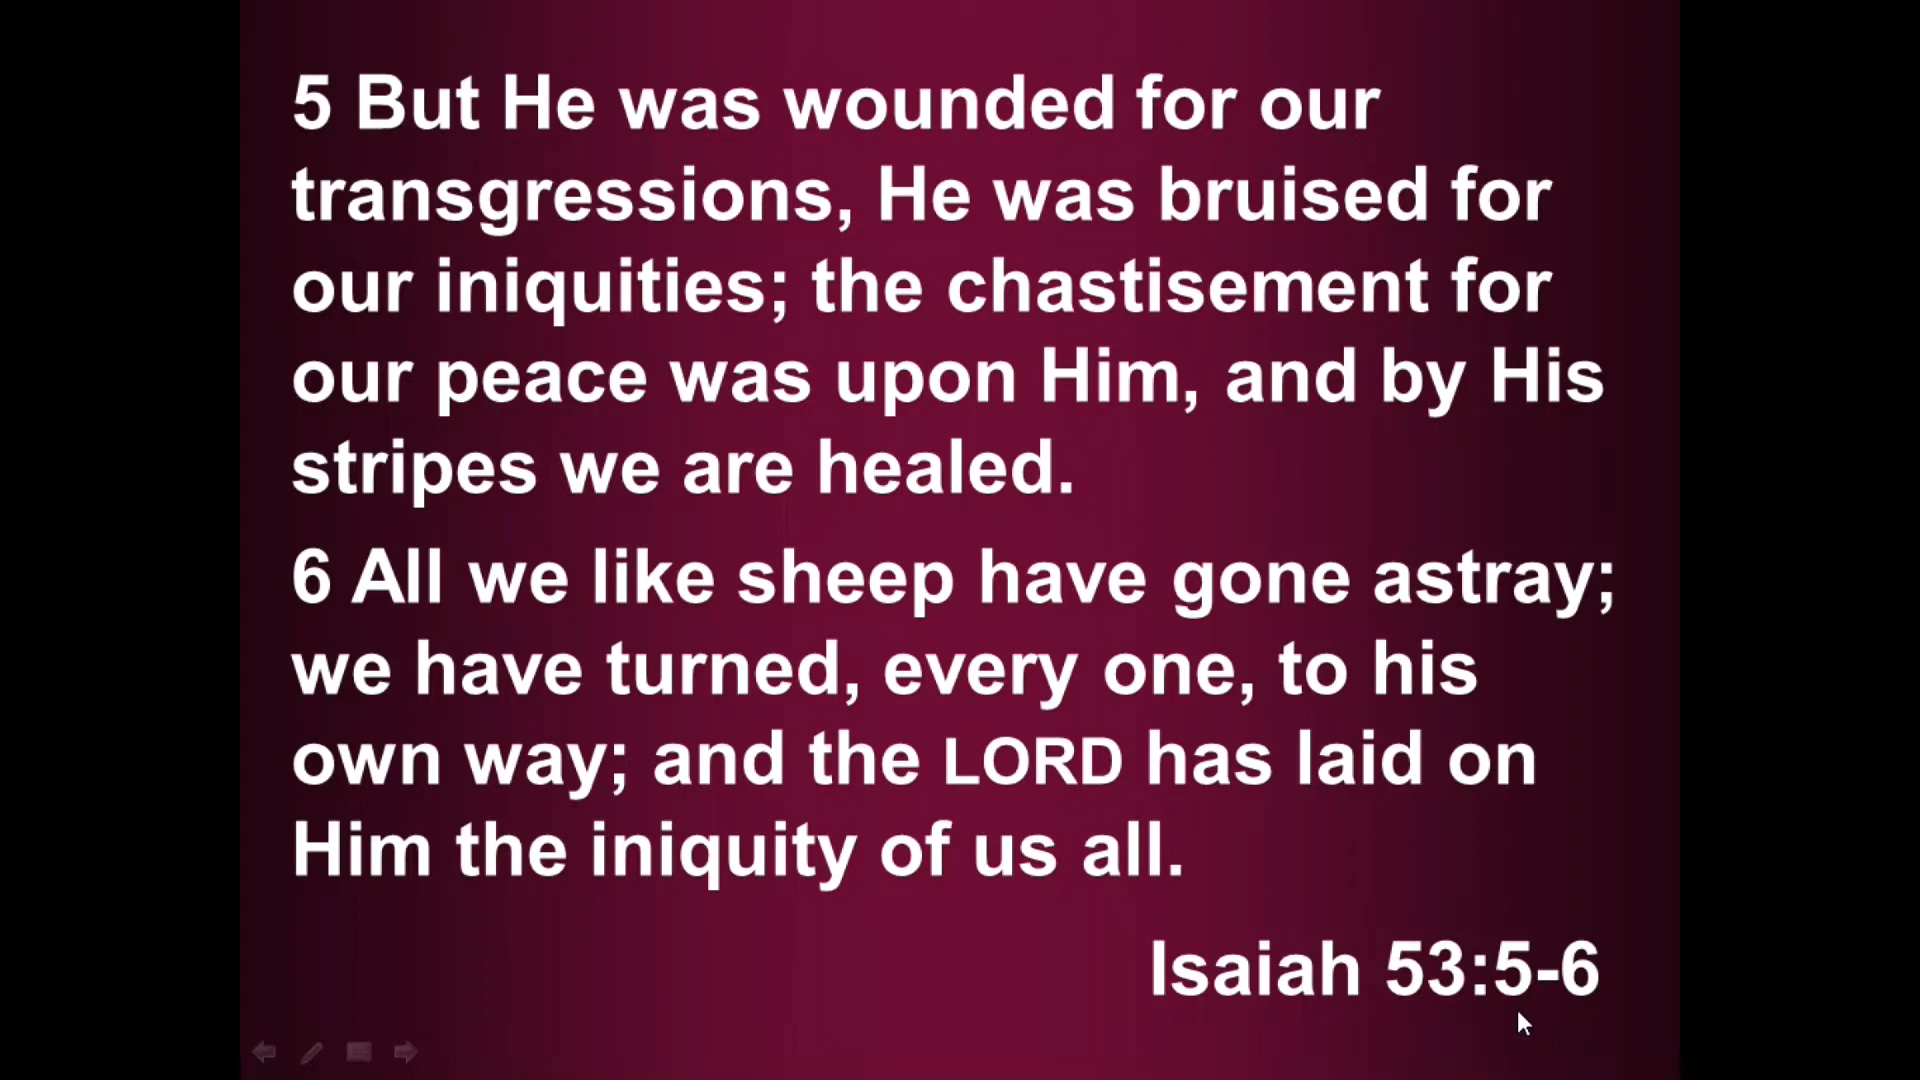 5 But He was wounded for our
transgressions, He was bruised for
our iniquities; the chastisement for
our peace was upon Him, and by His
stripes we are healed.
6 All we like sheep have gone astray;
we have turned, every one, to his
own way; and the LORD has laid on
Him the iniquity of us all.
Isaiah 53:5-6